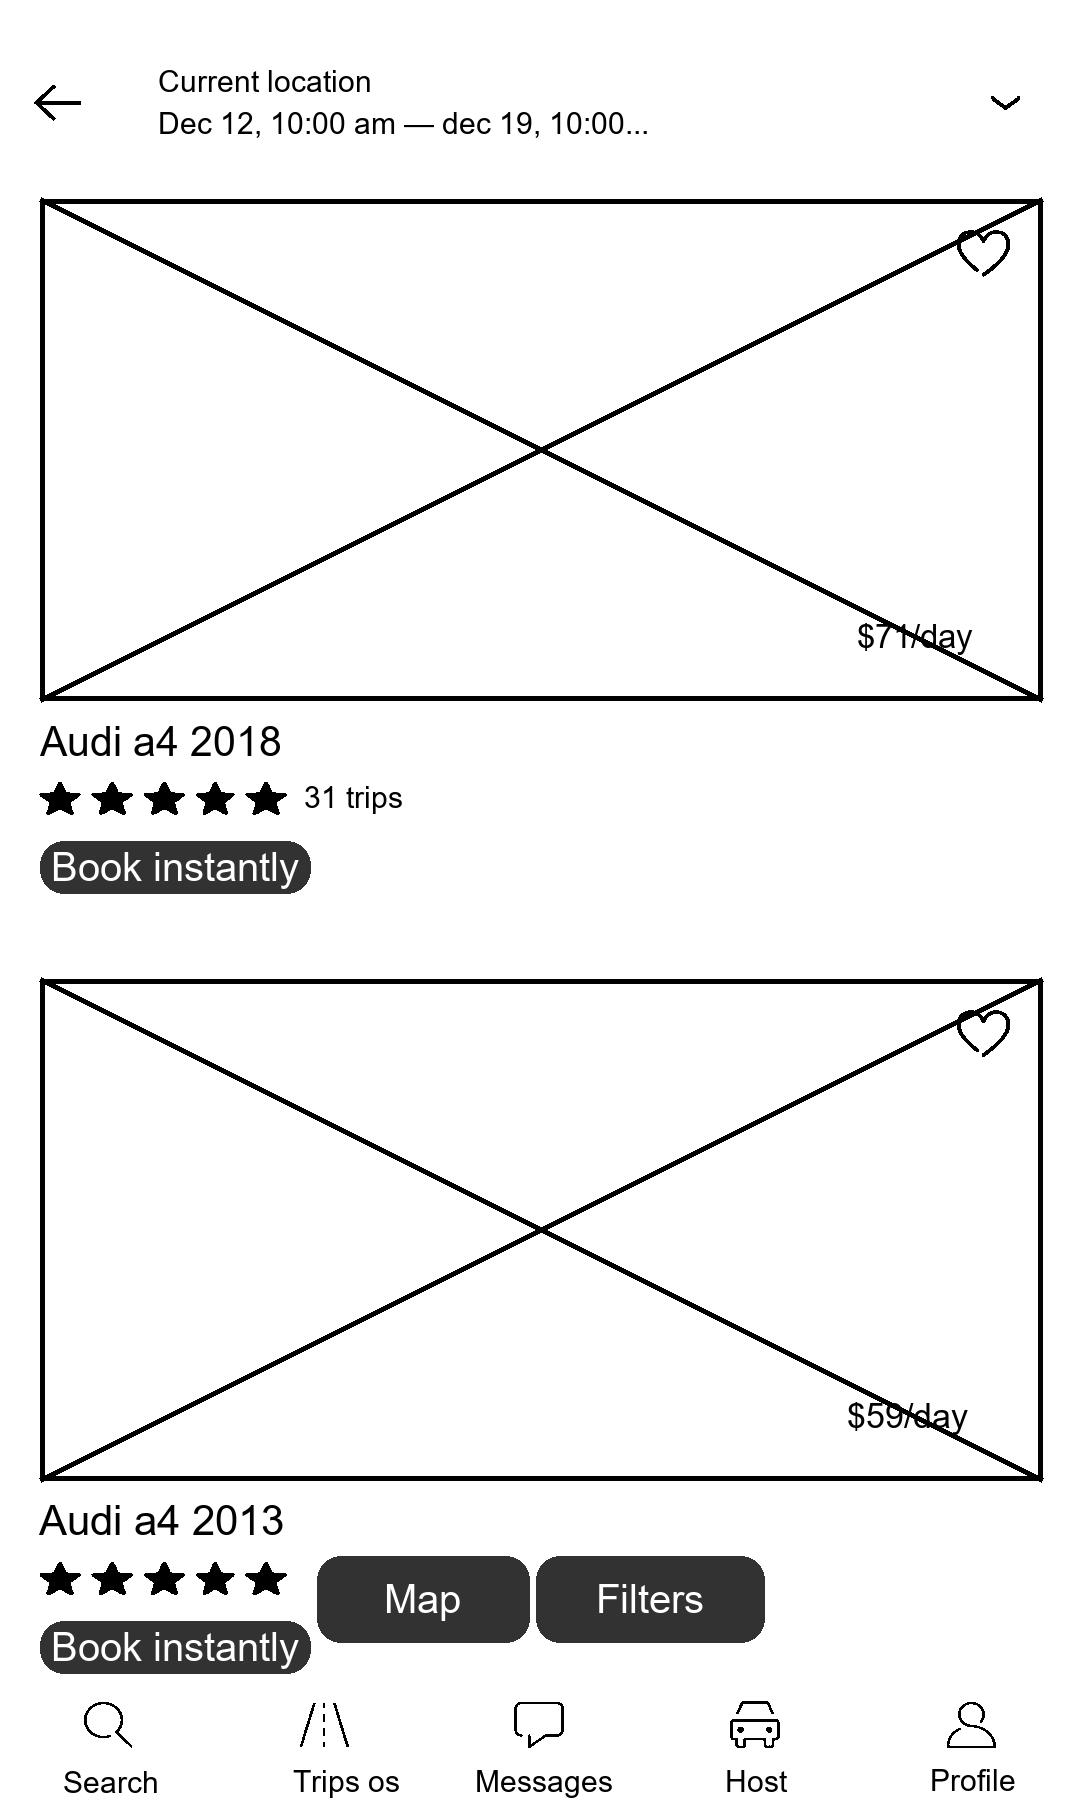 Current location
Dec 12, 10:00 am — dec 19, 10:00...
$71/day
Audi a4 2018
31 trips
Book instantly
$59/day
Audi a4 2013
Map
Filters
Book instantly
Search
Trips os
Messages
Host
Profile